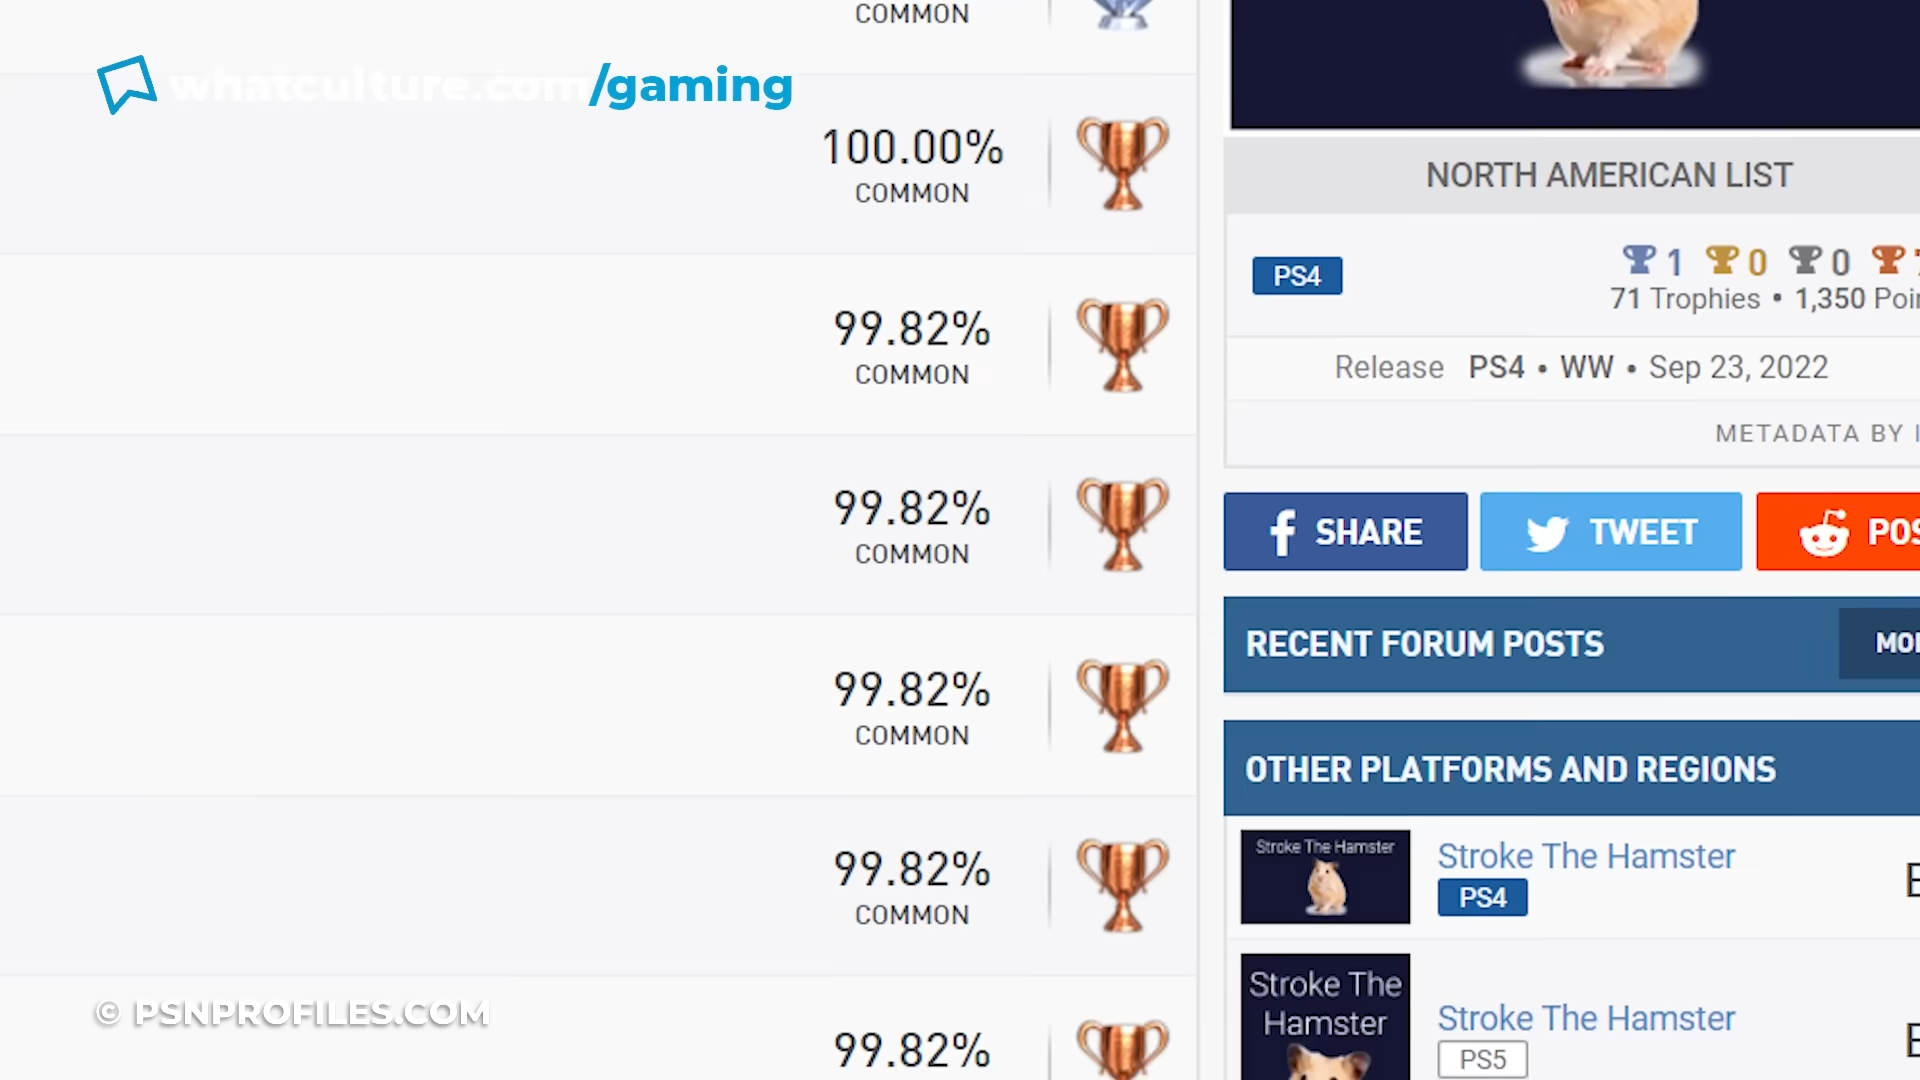 COMMON
whatculture.com/gaming
100.00%
COMMON
99.82%
COMMON
99.82%
COMMON
99.82%
COMMON
99.82%
COMMON
99.82%
© PSNPROFILES.COM
NORTH AMERICAN LIST
PS4
1 0 0
71 Trophies • 1,350
Release PS4 • WW • Sep 23, 2022
METADATA BY
SHARE
TWEET
RECENT FORUM POSTS
OTHER PLATFORMS AND REGIONS
Stroke The Hamster
Stroke The Hamster
PS4
Stroke The
Hamster
Stroke The Hamster
PS5